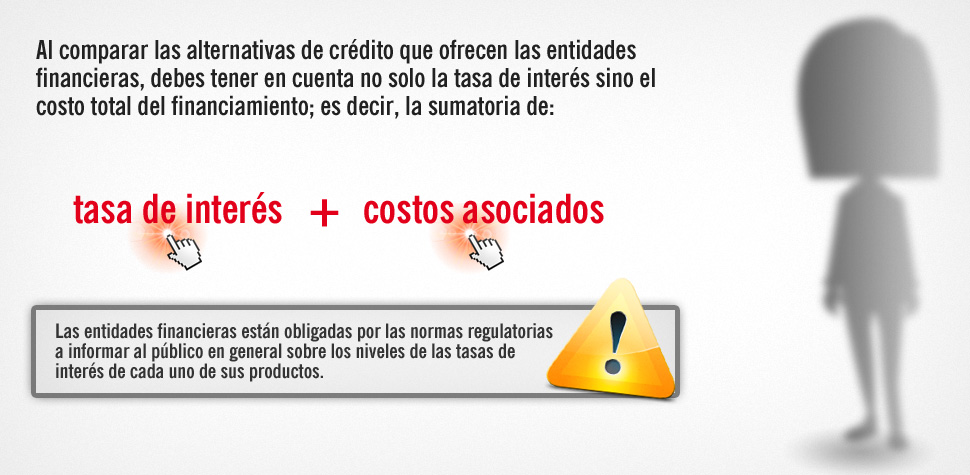 Al comparar las alternativas de crédito que ofrecen las entidades
financieras, debes tener en cuenta no solo la tasa de interés sino el
costo total del financiamiento; es decir, la sumatoria de:
tasa de interés + costos asociados
Las entidades financieras están obligadas por las normas regulatorias
a informar al público en general sobre los niveles de las tasas de
interés de cada uno de sus productos.